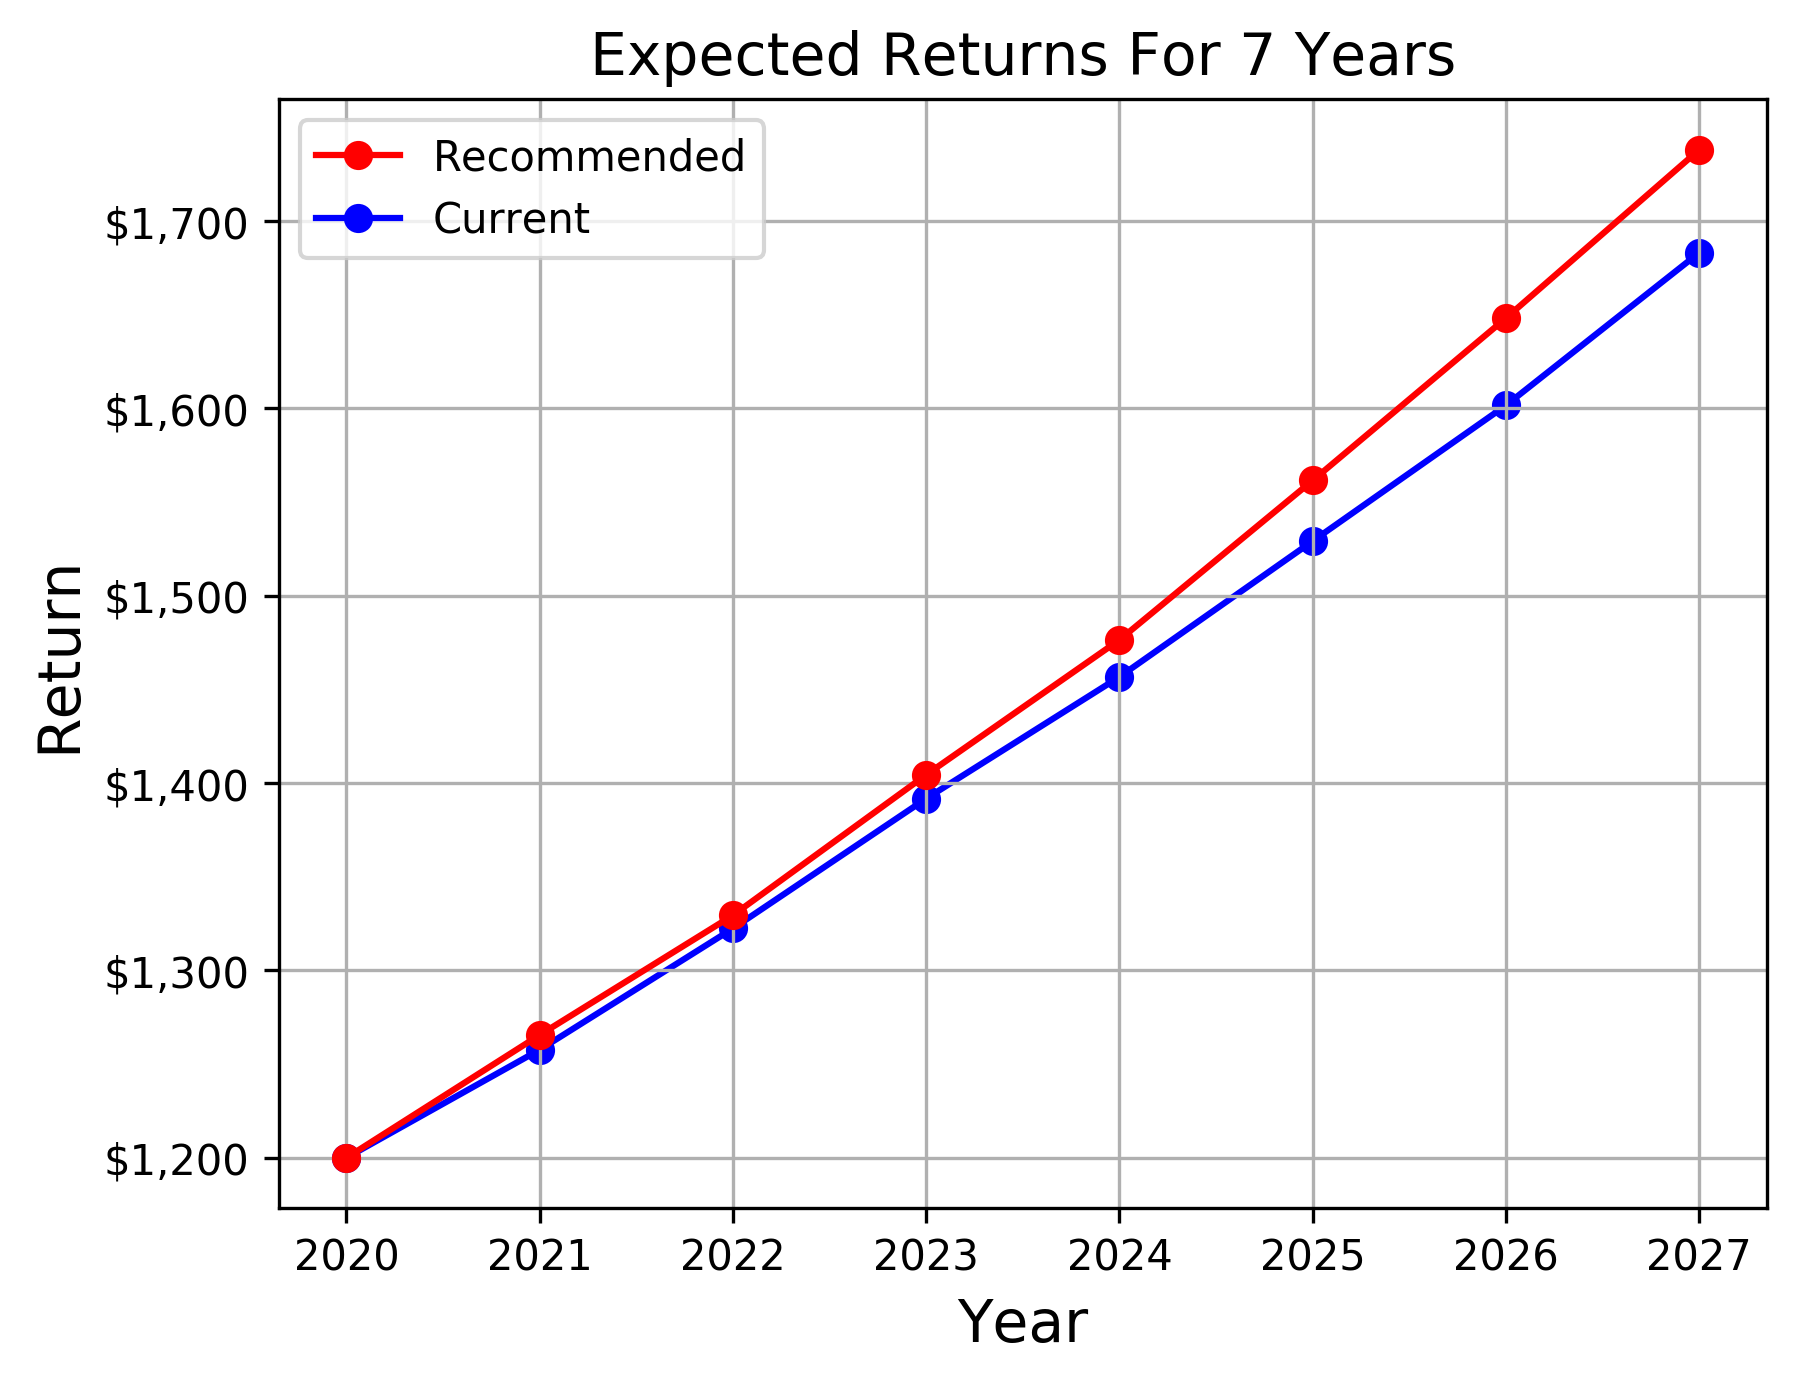 Expected Returns For 7 Years
Recommended
Current
$1,700
$1,600
$1,500
$1,400
$1,300
$1,200
Return
2020 2021 2022 2023 2024 2025 2026 2027
Year